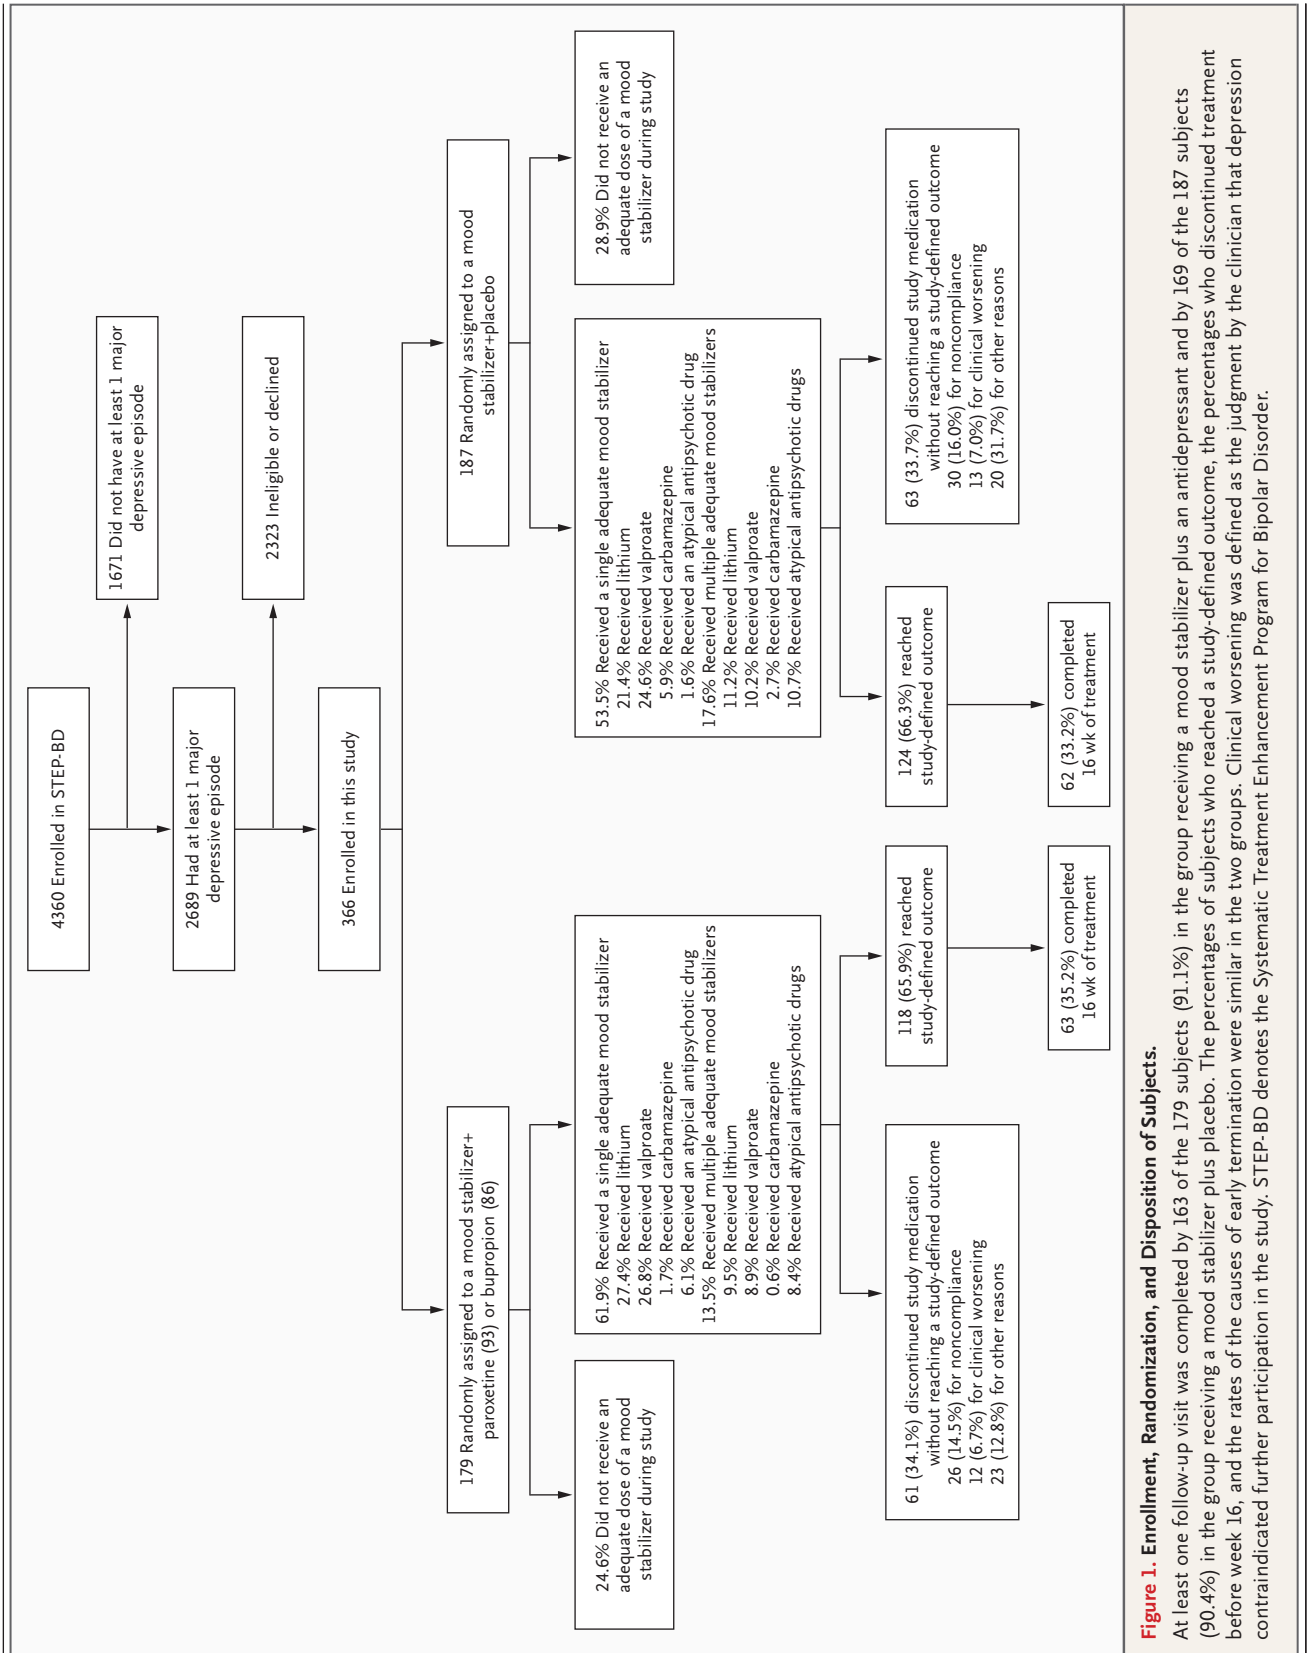 4360 Enrolled in STEP-BD
1671 Did not have at least 1 major
depressive episode
2689 Had at least 1 major
depressive episode
2323 Ineligible or declined
366 Enrolled in this study
179 Randomly assigned to a mood stabilizer+
paroxetine (93) or bupropion (86)
187 Randomly assigned to a mood
stabilizer+placebo
24.6% Did not receive an
adequate dose of a mood
stabilizer during study
61.9% Received a single adequate mood stabilizer
27.4% Received lithium
26.8% Received valproate
1.7% Received carbamazepine
6.1% Received an atypical antipsychotic drug
13.5% Received multiple adequate mood stabilizers
9.5% Received lithium
8.9% Received valproate
0.6% Received carbamazepine
8.4% Received atypical antipsychotic drugs
53.5% Received a single adequate mood stabilizer
21.4% Received lithium
24.6% Received valproate
5.9% Received carbamazepine
1.6% Received an atypical antipsychotic drug
17.6% Received multiple adequate mood stabilizers
11.2% Received lithium
10.2% Received valproate
2.7% Received carbamazepine
10.7% Received atypical antipsychotic drugs
28.9% Did not receive an
adequate dose of a mood
stabilizer during study
61 (34.1%) discontinued study medication
without reaching a study-defined outcome
26 (14.5%) for noncompliance
12 (6.7%) for clinical worsening
23 (12.8%) for other reasons
118 (65.9%) reached
study-defined outcome
124 (66.3%) reached
study-defined outcome
63 (33.7%) discontinued study medication
without reaching a study-defined outcome
30 (16.0%) for noncompliance
13 (7.0%) for clinical worsening
20 (31.7%) for other reasons
63 (35.2%) completed
16 wk of treatment
62 (33.2%) completed
16 wk of treatment
Figure 1. Enrollment, Randomization, and Disposition of Subjects.
At least one follow-up visit was completed by 163 of the 179 subjects (91.1%) in the group receiving a mood stabilizer plus an antidepressant and by 169 of the 187 subjects
(90.4%) in the group receiving a mood stabilizer plus placebo. The percentages of subjects who reached a study-defined outcome, the percentages who discontinued treatment
before week 16, and the rates of the causes of early termination were similar in the two groups. Clinical worsening was defined as the judgment by the clinician that depression
contraindicated further participation in the study. STEP-BD denotes the Systematic Treatment Enhancement Program for Bipolar Disorder.